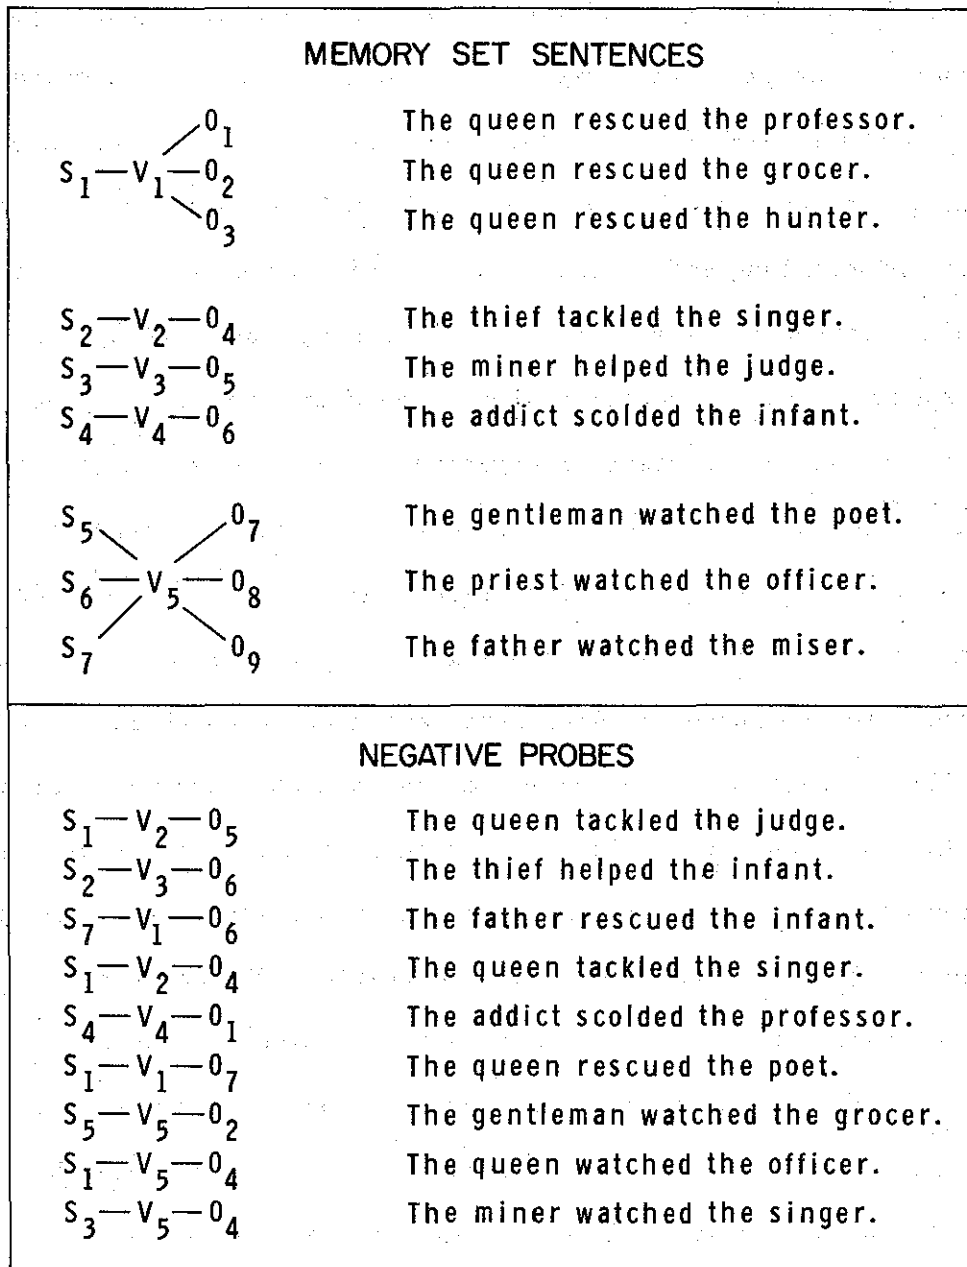 MEMORY SET SENTENCES
O₁ The queen rescued the professor.
S₁—V₁—O₂ The queen rescued the grocer.
O₃ The queen rescued the hunter.
S₂—V₂—O₄ The thief tackled the singer.
S₃—V₃—O₅ The miner helped the judge.
S₄—V₄—O₆ The addict scolded the infant.
S₅ O₇ The gentleman watched the poet.
S₆—V₅—O₈ The priest watched the officer.
S₇ O₉ The father watched the miser.
NEGATIVE PROBES
S₁—V₂—O₅ The queen tackled the judge.
S₂—V₃—O₆ The thief helped the infant.
S₇—V₁—O₆ The father rescued the infant.
S₁—V₂—O₄ The queen tackled the singer.
S₄—V₄—O₁ The addict scolded the professor.
S₁—V₁—O₇ The queen rescued the poet.
S₅—V₅—O₂ The gentleman watched the grocer.
S₁—V₅—O₄ The queen watched the officer.
S₃—V₅—O₄ The miner watched the singer.